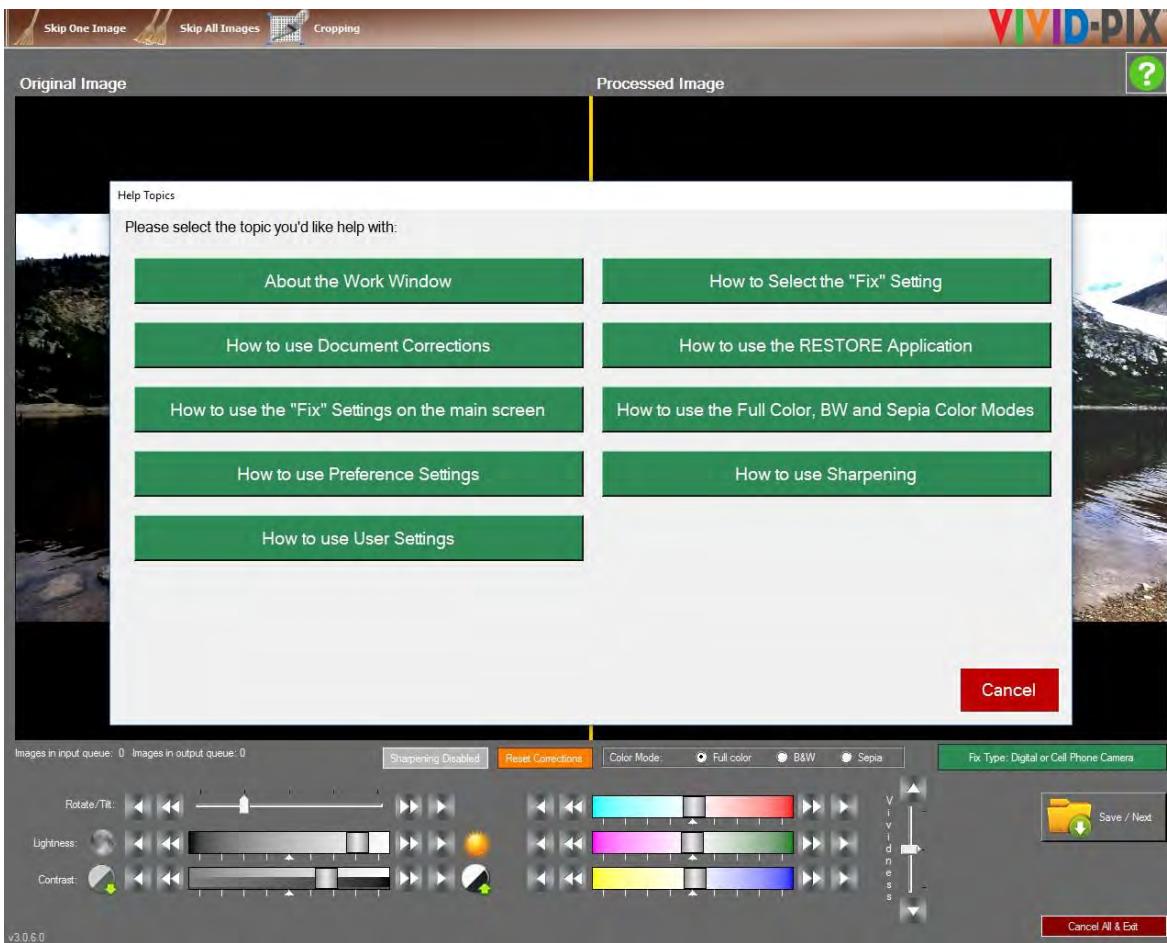 Skip One Image Skip All Images Cropping
VIVID-PIX
Original Image Processed Image
?
Help Topics
Please select the topic you'd like help with:
About the Work Window
How to Select the "Fix" Setting
How to use Document Corrections
How to use the RESTORE Application
How to use the "Fix" Settings on the main screen
How to use the Full Color, BW and Sepia Color Modes
How to use Preference Settings
How to use Sharpening
How to use User Settings
Cancel
Images in input queue: 0 Images in output queue: 0
Sharpening Disabled
Reset Corrections
Color Mode: Full color B&W Sepia
Fix Type: Digital or Cell Phone Camera
Rotate/Tilt:
Lightness:
Contrast:
Vividness
Save / Next
Cancel All & Exit
v3.0.6.0